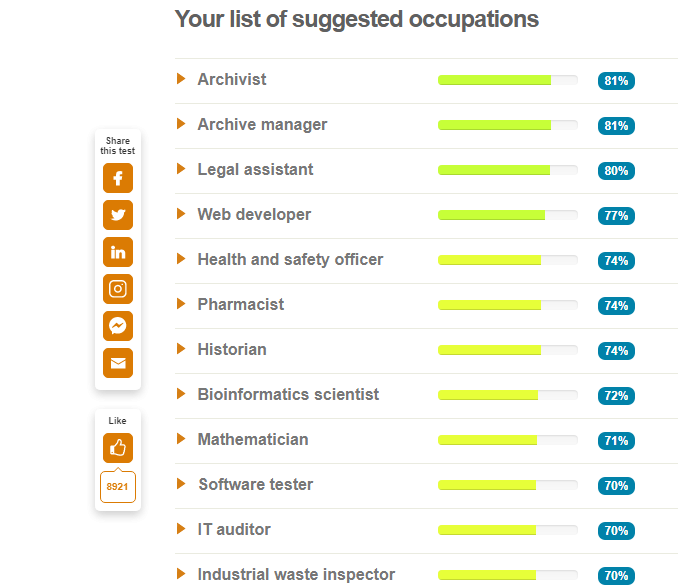 Your list of suggested occupations
Archivist 81%
Archive manager 81%
Share
this test
Legal assistant 80%
Web developer 77%
Health and safety officer 74%
Pharmacist 74%
Historian 74%
Bioinformatics scientist 72%
Like
Mathematician 71%
Software tester 70%
8921
IT auditor 70%
Industrial waste inspector 70%